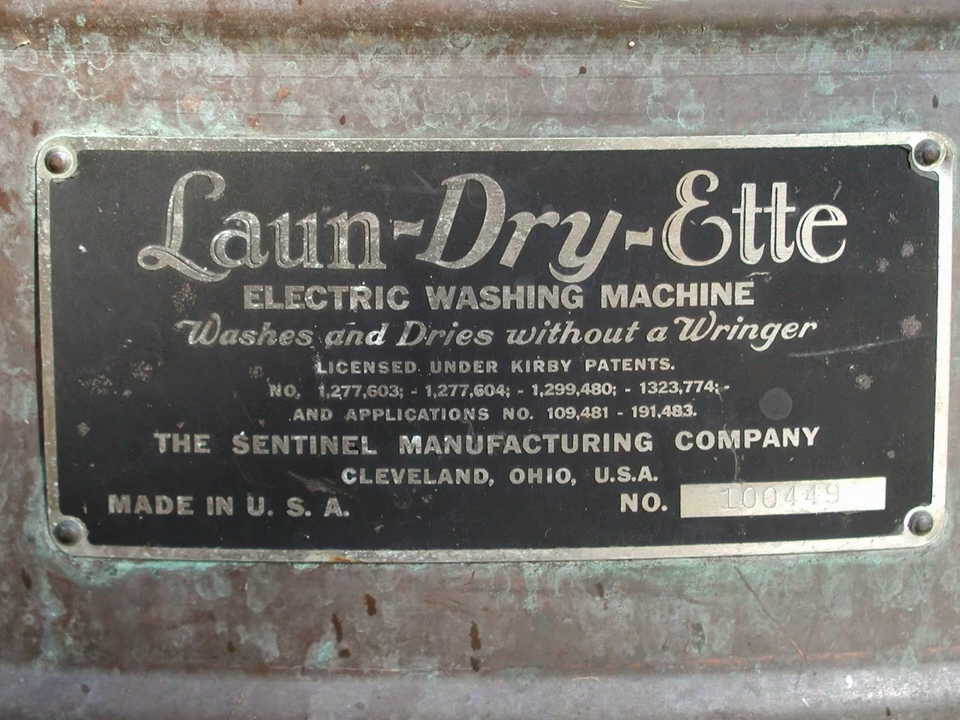 Laun-Dry-Ette
ELECTRIC WASHING MACHINE
Washes and Dries without a Wringer
LICENSED UNDER KIRBY PATENTS.
NO. 1,277,603; - 1,277,604; - 1,299,480; - 1323,774; -
AND APPLICATIONS NO. 109,481 - 191,483.
THE SENTINEL MANUFACTURING COMPANY
CLEVELAND, OHIO, U.S.A.
MADE IN U. S. A. NO. 100449